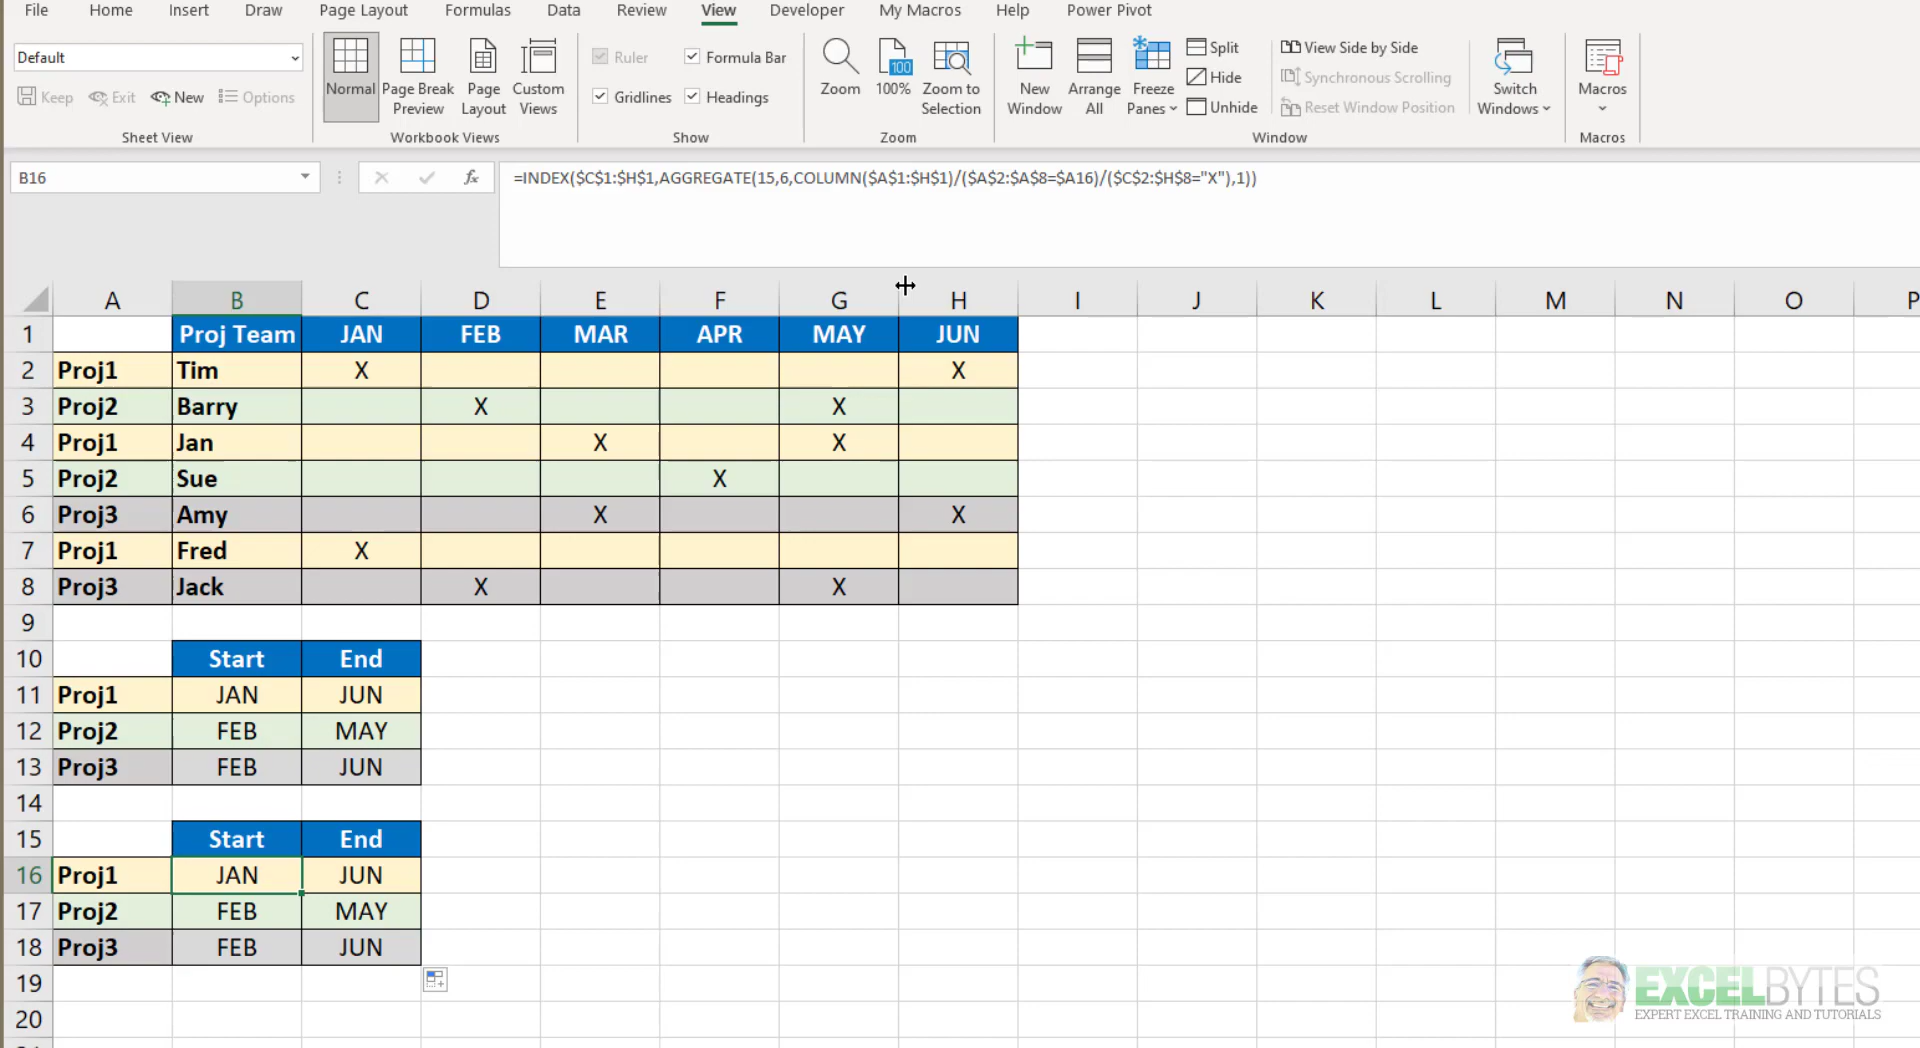 File Home Insert Draw Page Layout Formulas Data Review View Developer My Macros Help Power Pivot
Default
Keep Exit New Options
Sheet View
Normal Page Break Preview Page Layout Custom Views
Workbook Views
Ruler Formula Bar
Gridlines Headings
Show
Zoom 100 100% Zoom to Selection
Zoom
New Window Arrange All Freeze Panes
Split
Hide
Unhide
View Side by Side
Synchronous Scrolling
Reset Window Position
Window
Switch Windows
Macros
Macros
B16 fx =INDEX($C$1:$H$1,AGGREGATE(15,6,COLUMN($A$1:$H$1)/($A$2:$A$8=$A16)/($C$2:$H$8="X"),1))
A B C D E F G H I J K L M N O P
1 Proj Team JAN FEB MAR APR MAY JUN
2 Proj1 Tim X X
3 Proj2 Barry X X
4 Proj1 Jan X X
5 Proj2 Sue X
6 Proj3 Amy X X
7 Proj1 Fred X
8 Proj3 Jack X X
9
10 Start End
11 Proj1 JAN JUN
12 Proj2 FEB MAY
13 Proj3 FEB JUN
14
15 Start End
16 Proj1 JAN JUN
17 Proj2 FEB MAY
18 Proj3 FEB JUN
19
20
EXCELBYTES
EXPERT EXCEL TRAINING AND TUTORIALS